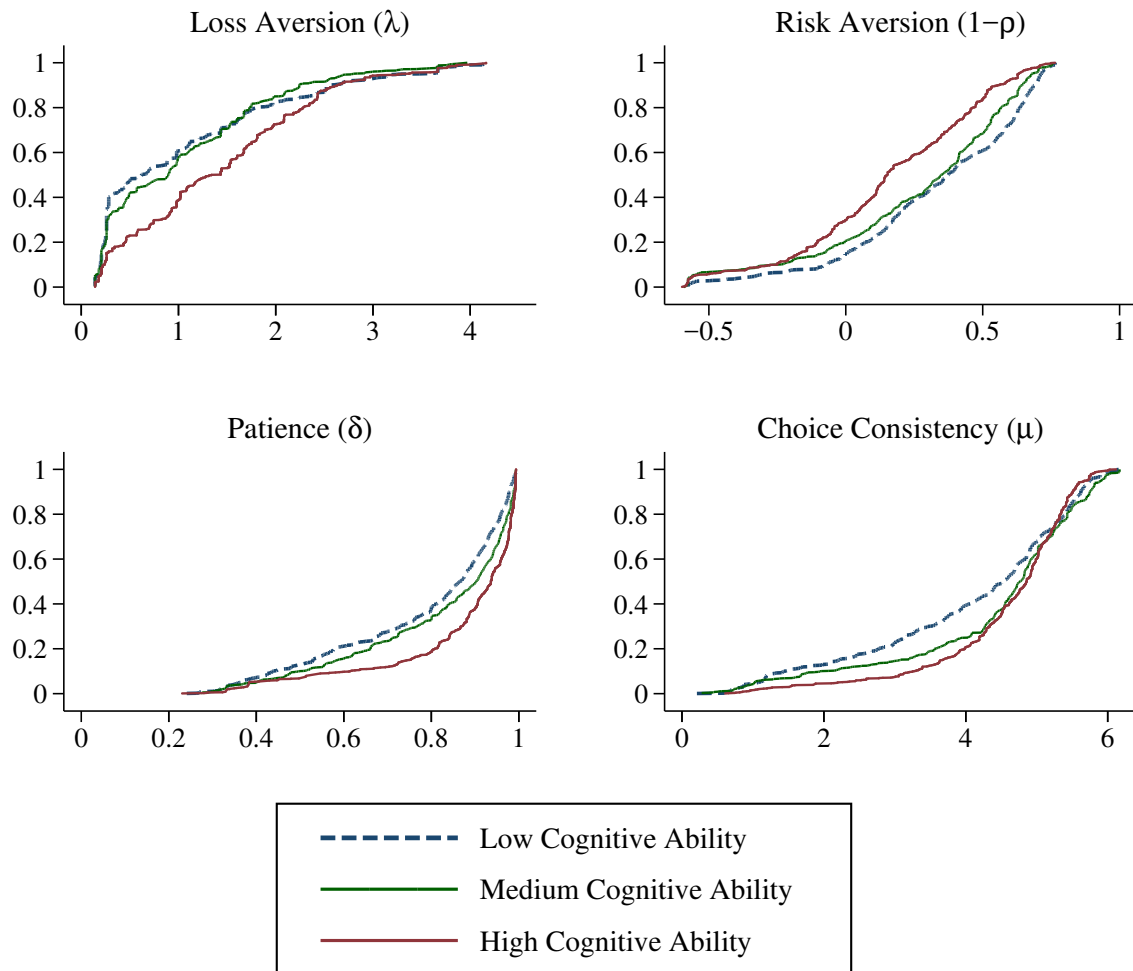 Loss Aversion (λ)
Risk Aversion (1−ρ)
1
0.8
0.6
0.4
0.2
0
0 1 2 3 4
1
0.8
0.6
0.4
0.2
0
−0.5 0 0.5 1
Patience (δ)
Choice Consistency (μ)
1
0.8
0.6
0.4
0.2
0
0 0.2 0.4 0.6 0.8 1
1
0.8
0.6
0.4
0.2
0
0 2 4 6
Low Cognitive Ability
Medium Cognitive Ability
High Cognitive Ability